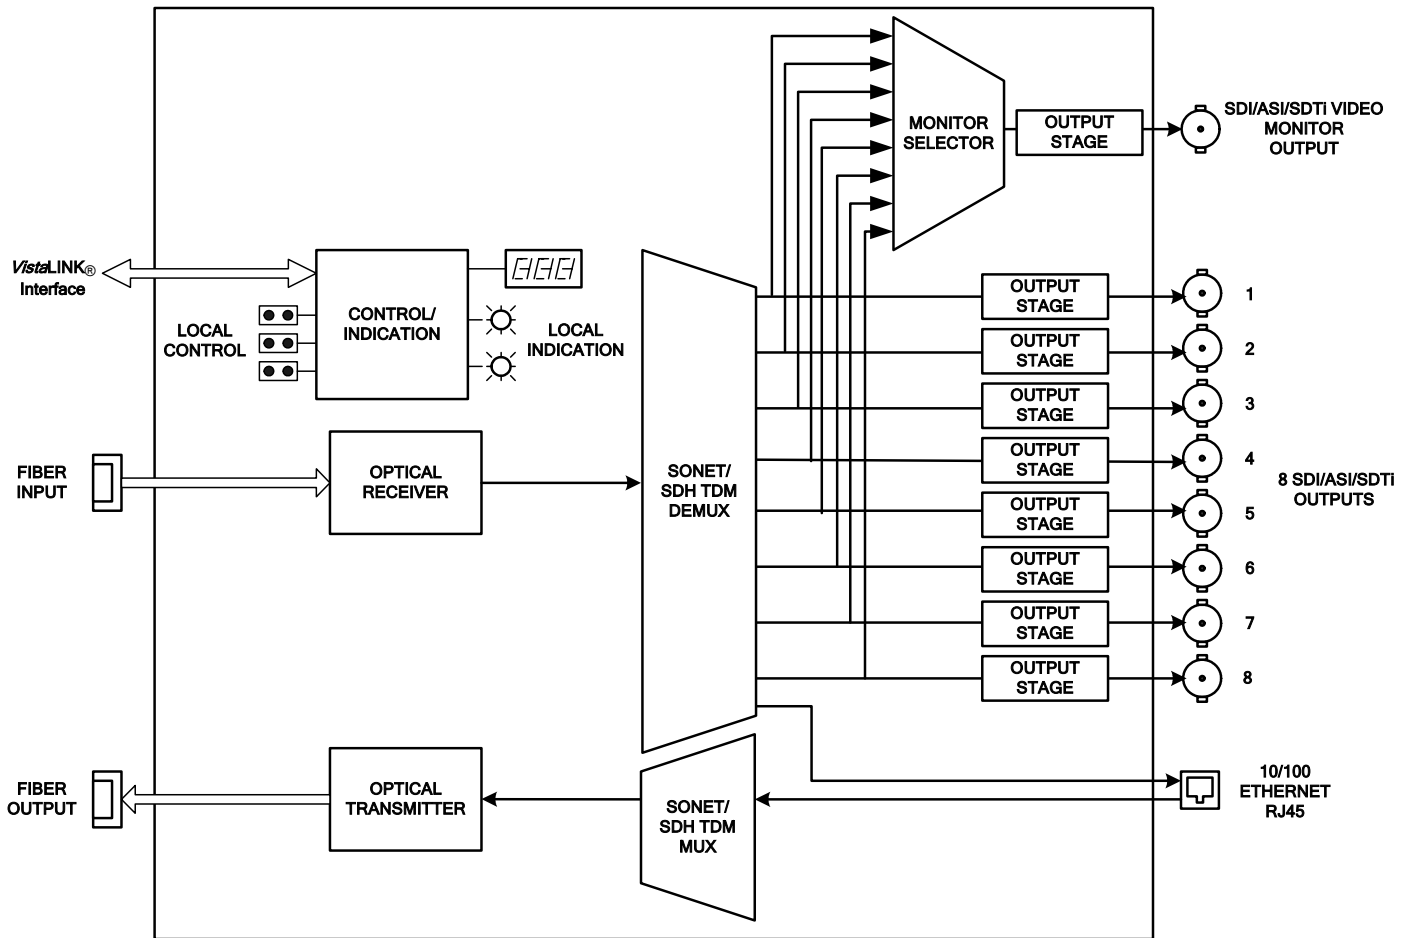 SDI/ASI/SDTi VIDEO
MONITOR
OUTPUT
MONITOR
SELECTOR
OUTPUT
STAGE
VistaLINK®
Interface
LOCAL
CONTROL
CONTROL/
INDICATION
LOCAL
INDICATION
OUTPUT
STAGE
1
OUTPUT
STAGE
2
OUTPUT
STAGE
3
OUTPUT
STAGE
4
OUTPUT
STAGE
5
OUTPUT
STAGE
6
OUTPUT
STAGE
7
OUTPUT
STAGE
8
8 SDI/ASI/SDTi
OUTPUTS
FIBER
INPUT
OPTICAL
RECEIVER
SONET/
SDH TDM
DEMUX
FIBER
OUTPUT
OPTICAL
TRANSMITTER
SONET/
SDH TDM
MUX
10/100
ETHERNET
RJ45